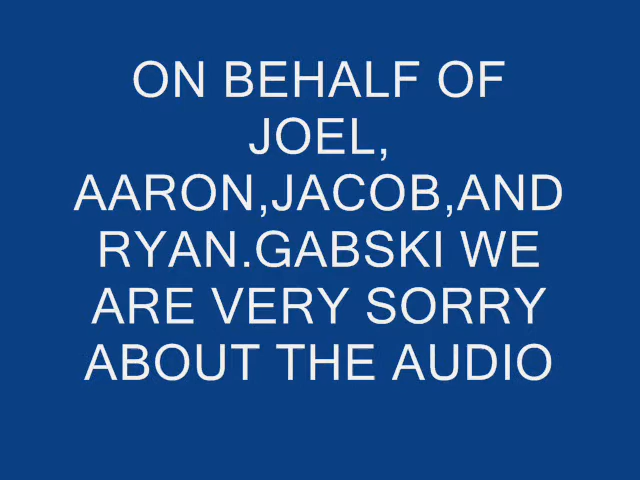 ON BEHALF OF
JOEL,
AARON,JACOB,AND
RYAN.GABSKI WE
ARE VERY SORRY
ABOUT THE AUDIO